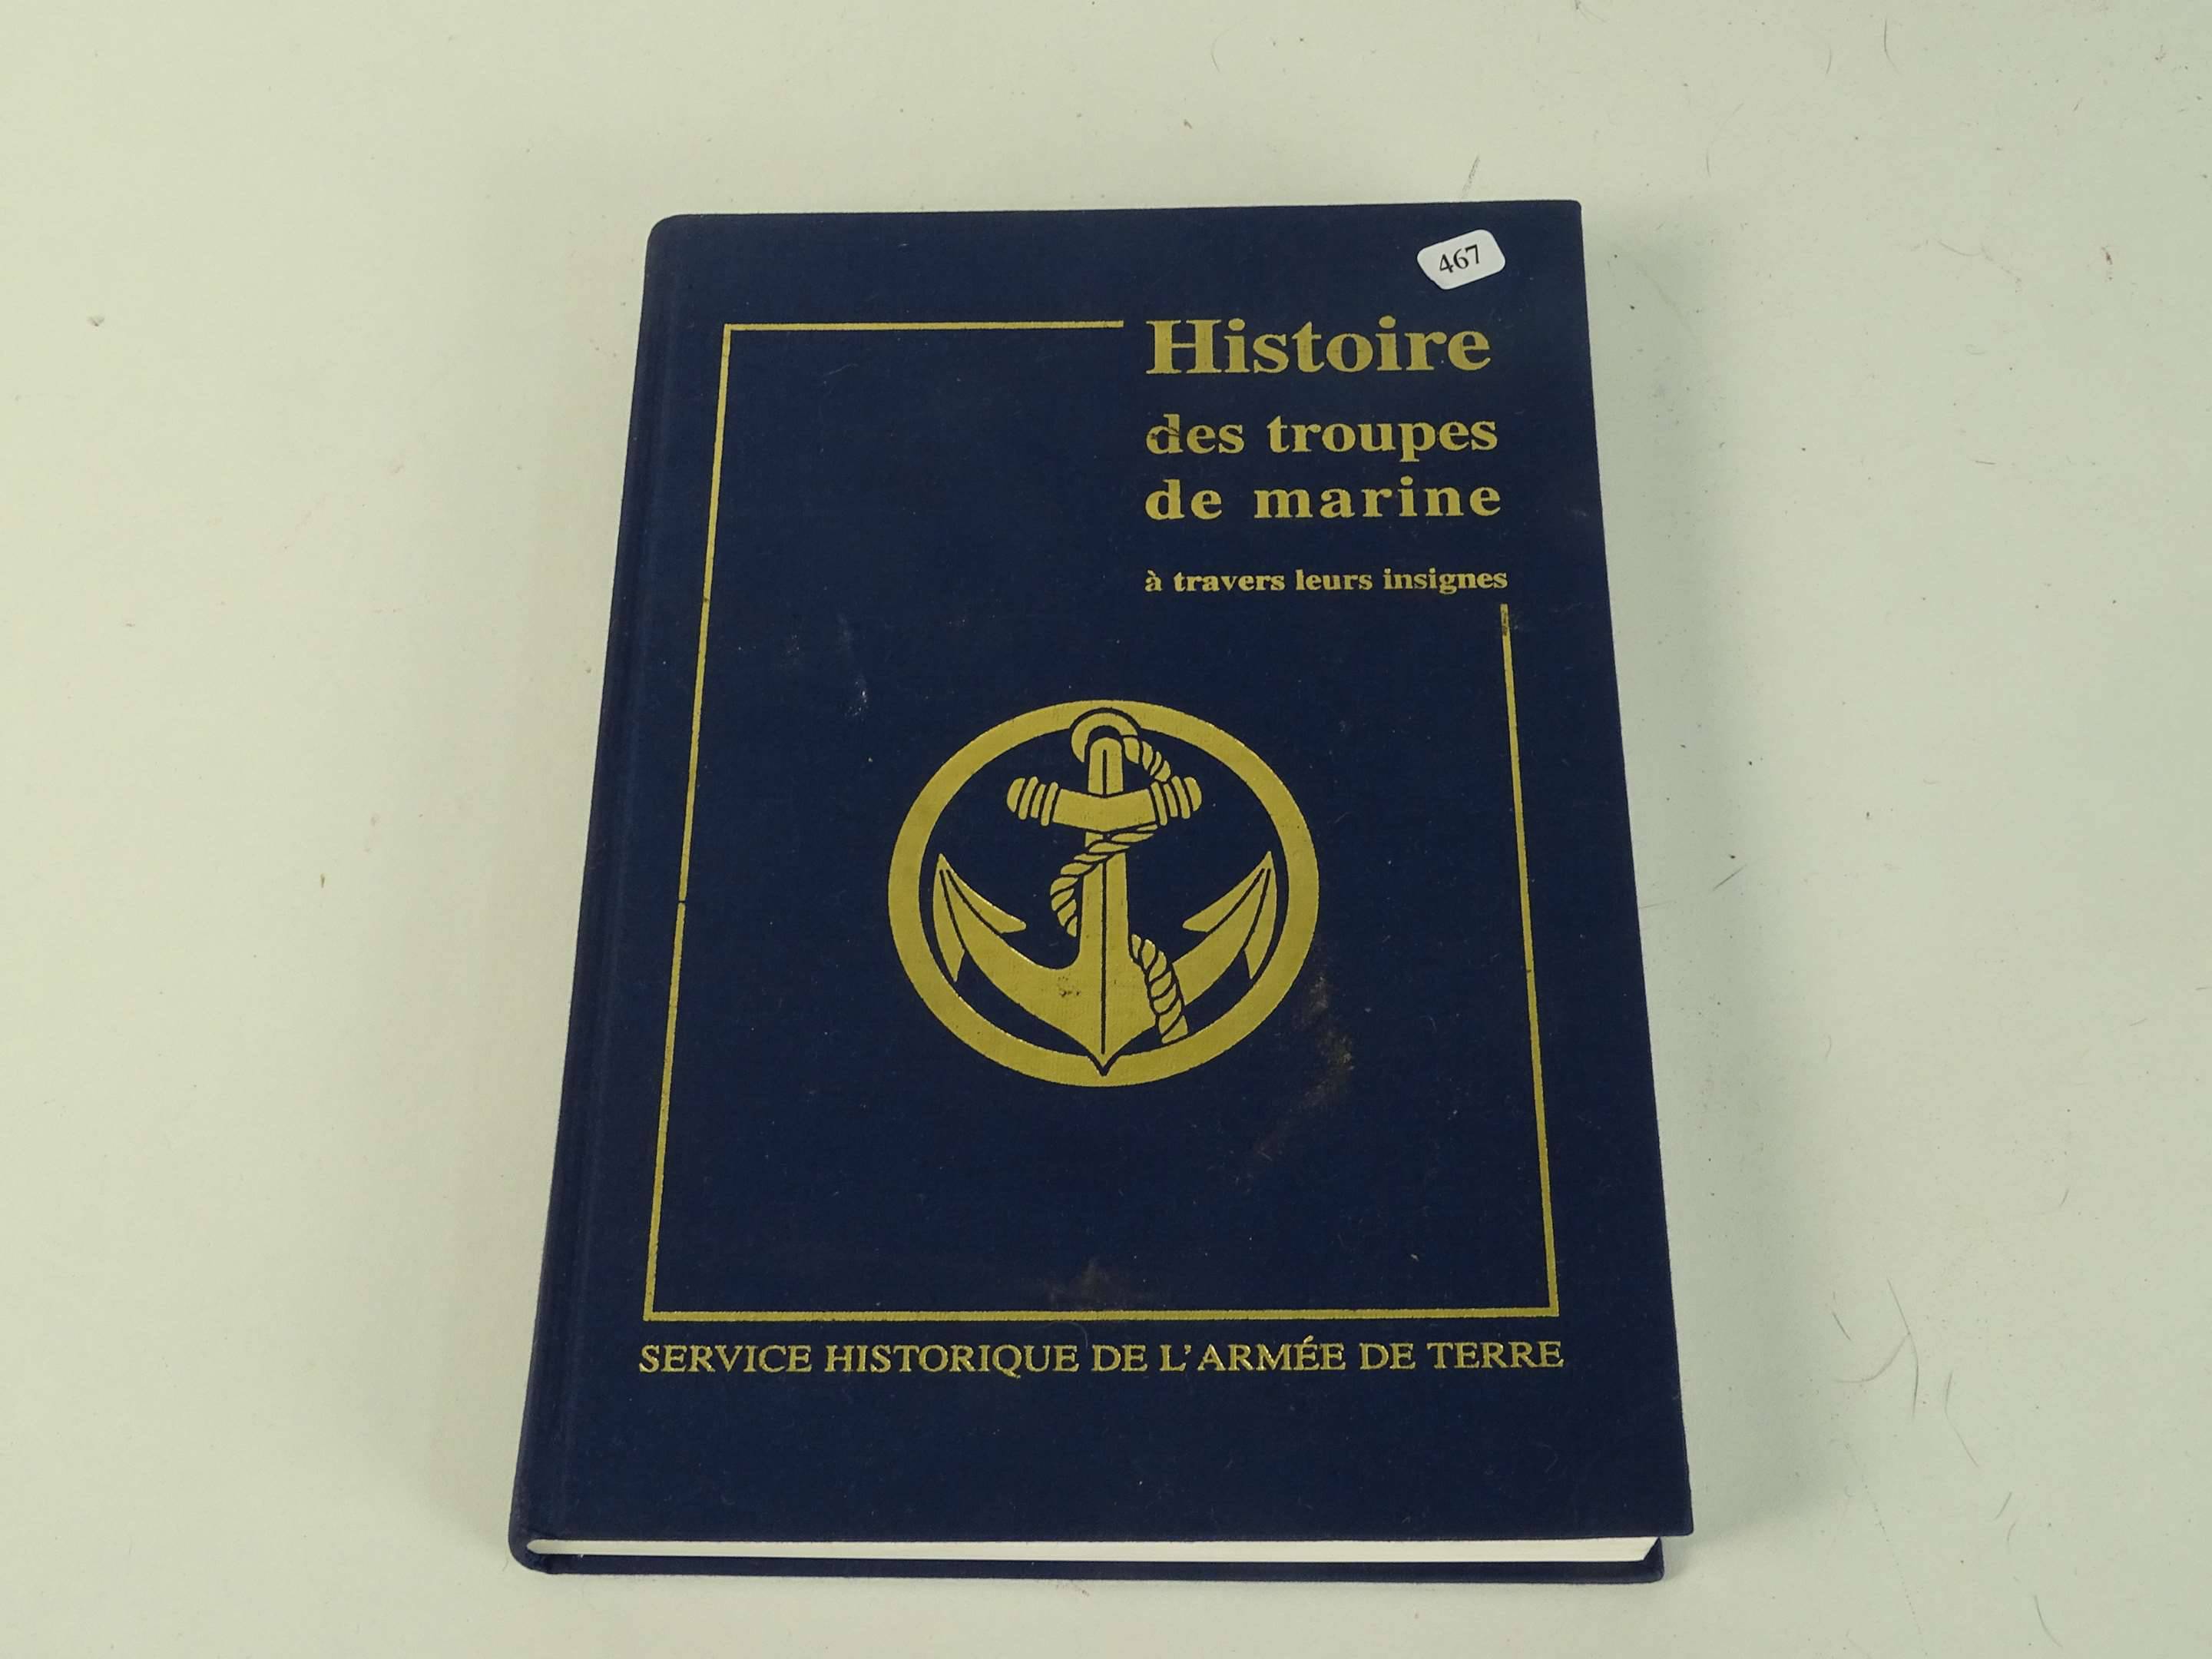 467
Histoire
des troupes
de marine
à travers leurs insignes
SERVICE HISTORIQUE DE L'ARMÉE DE TERRE